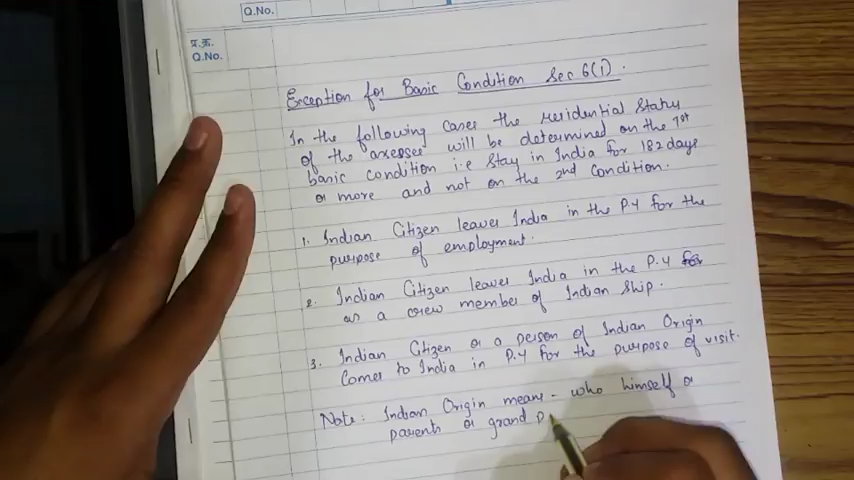 Q.No.
प्र.क्र.
Q.No.
Exception for Basic Condition Sec 6(1).
In the following cases the residential status
of the assessee will be determined on the 1st
basic condition i.e stay in India for 182 days
or more and not on the 2nd condition.
1. Indian Citizen leaves India in the P.Y for the
purpose of employment.
2. Indian Citizen leaves India in the P.Y for
as a crew member of Indian Ship.
3. Indian Citizen or a person of Indian Origin
Comes to India in P.Y for the purpose of visit.
Note: Indian Origin means - who himself or
parents or grand p